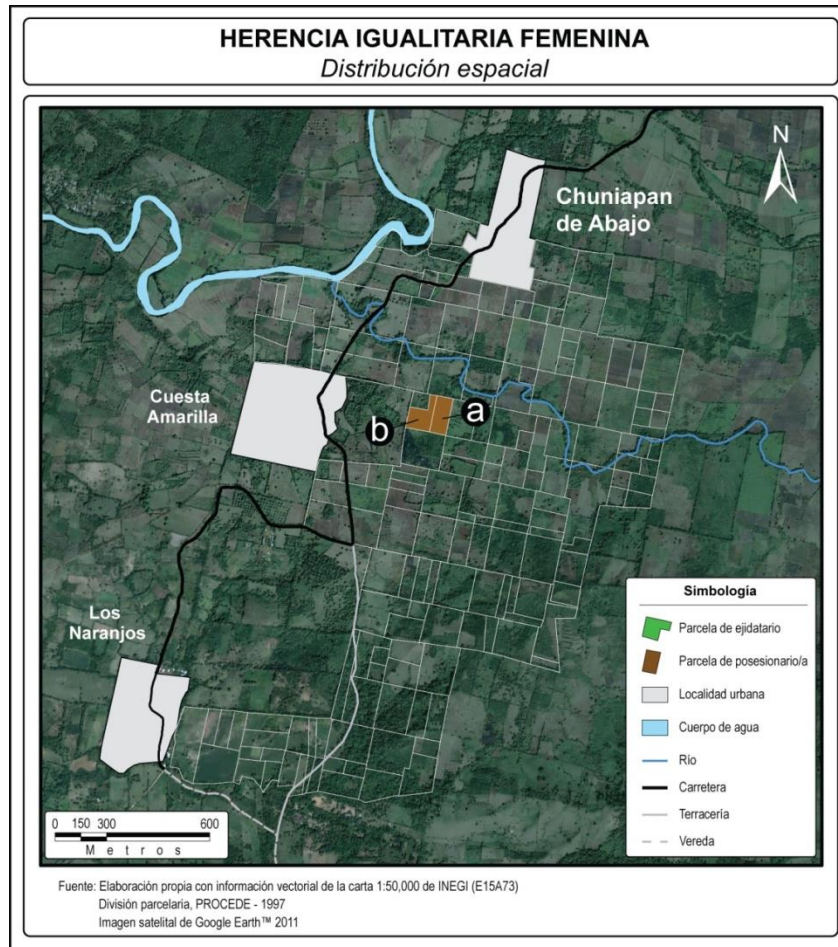 HERENCIA IGUALITARIA FEMENINA
Distribución espacial
N
Chuniapan
de Abajo
Cuesta
Amarilla
b
a
Los
Naranjos
Simbología
Parcela de ejidatario
Parcela de posesionario/a
Localidad urbana
Cuerpo de agua
Río
Carretera
Terracería
Vereda
0 150 300 600
Metros
Fuente: Elaboración propia con información vectorial de la carta 1:50,000 de INEGI (E15A73)
División parcelaria, PROCEDE - 1997
Imagen satelital de Google Earth™ 2011